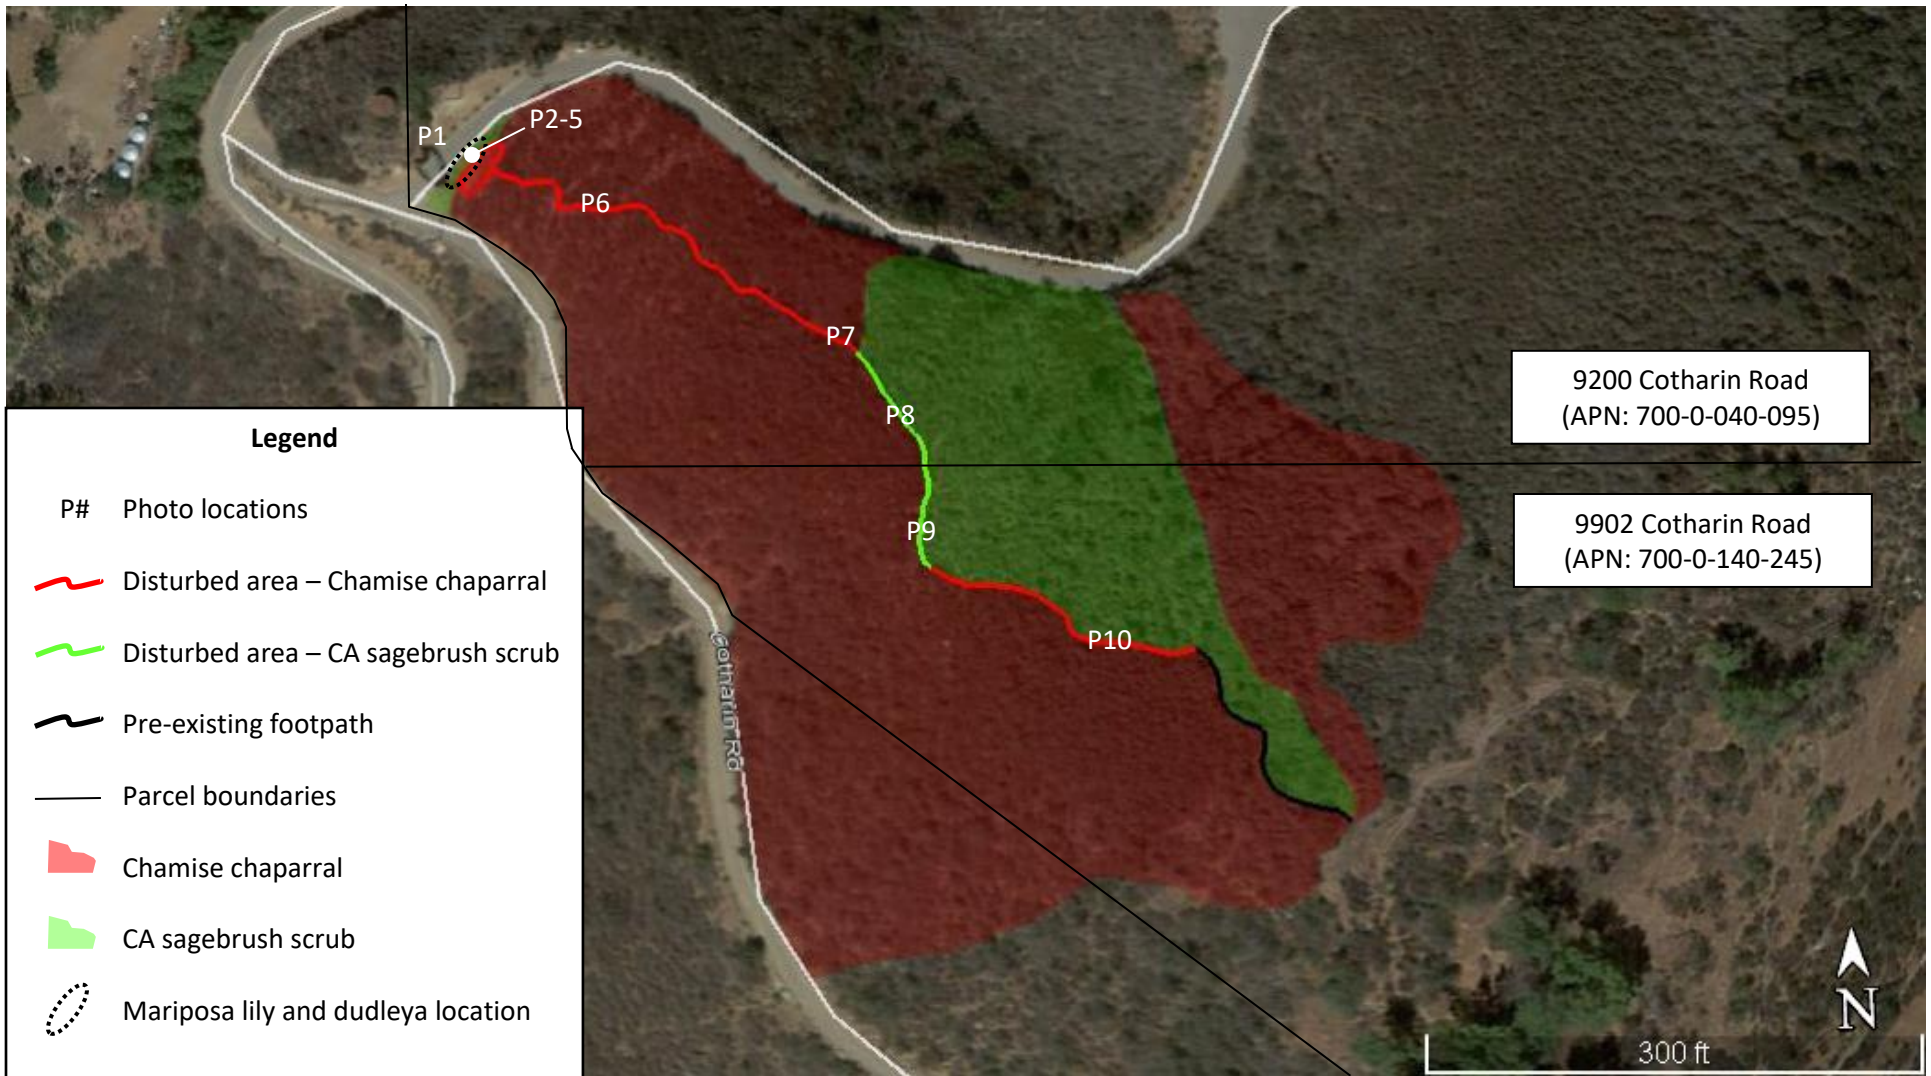 P1
P2-5
P6
P7
P8
P9
P10
9200 Cotharin Road
(APN: 700-0-040-095)
9902 Cotharin Road
(APN: 700-0-140-245)
Cotharin Rd
Legend
P# Photo locations
Disturbed area – Chamise chaparral
Disturbed area – CA sagebrush scrub
Pre-existing footpath
Parcel boundaries
Chamise chaparral
CA sagebrush scrub
Mariposa lily and dudleya location
N
300 ft